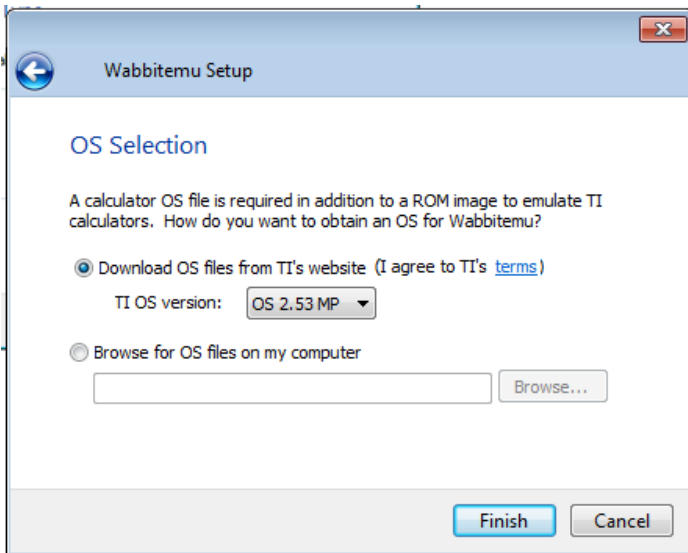 Wabbitemu Setup
OS Selection
A calculator OS file is required in addition to a ROM image to emulate TI
calculators.  How do you want to obtain an OS for Wabbitemu?
Download OS files from TI's website (I agree to TI's terms)
TI OS version: OS 2.53 MP
Browse for OS files on my computer
Browse...
Finish Cancel